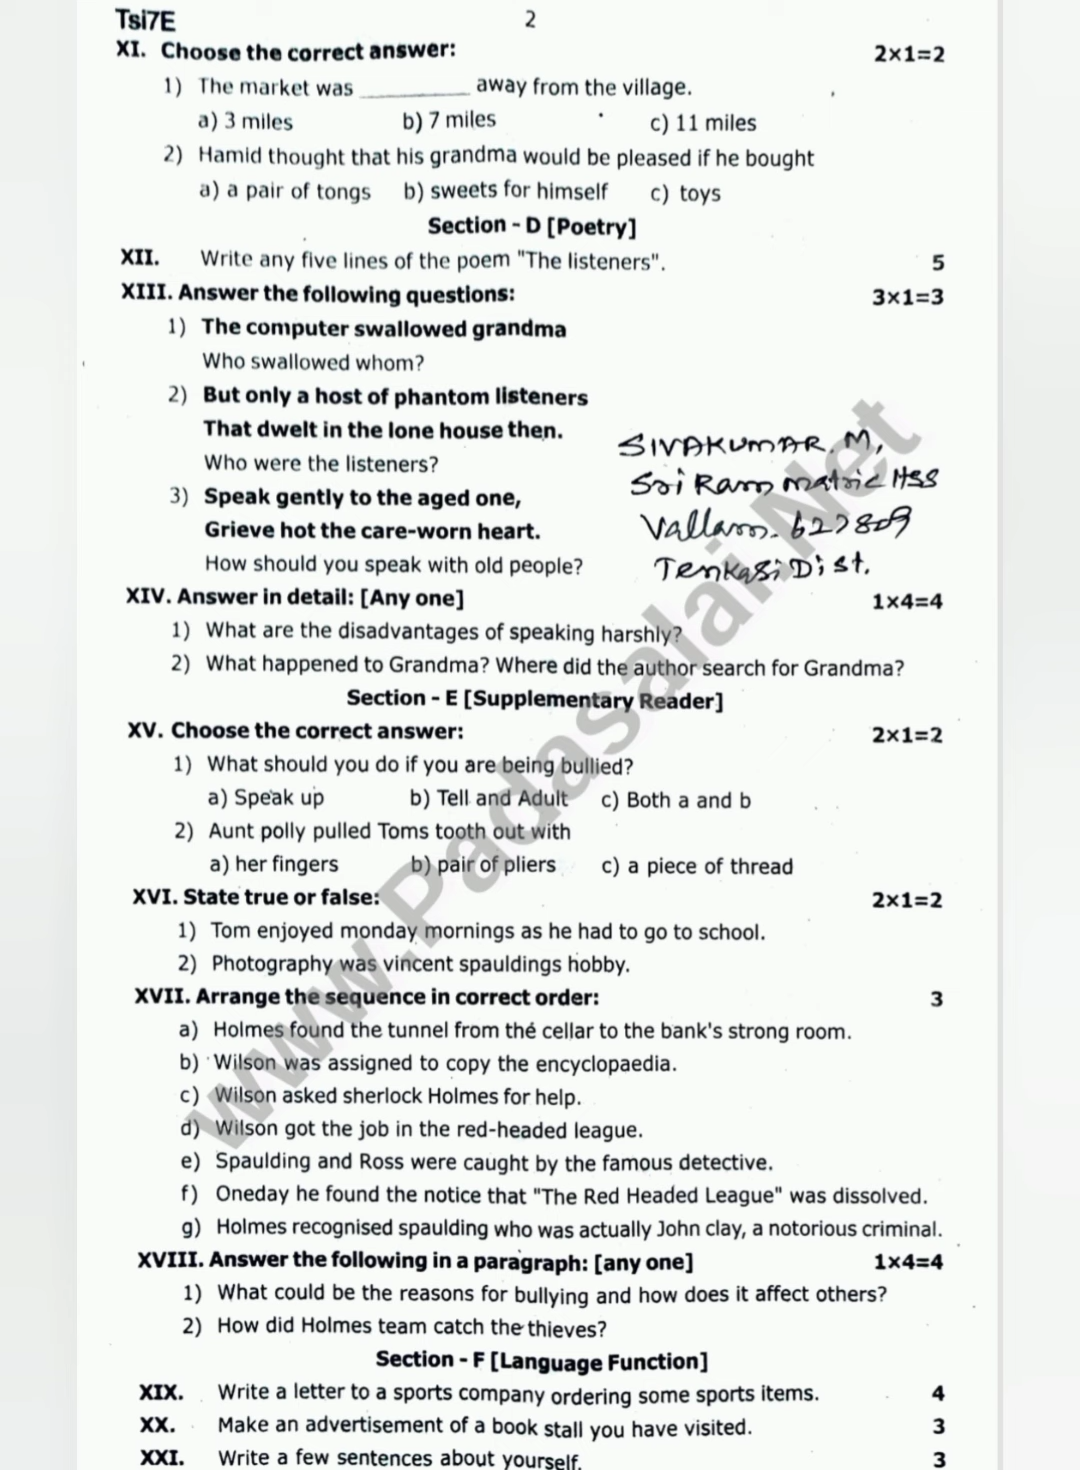 Tsi7E 2
XI. Choose the correct answer: 2×1=2
1) The market was __________ away from the village.
a) 3 miles b) 7 miles c) 11 miles
2) Hamid thought that his grandma would be pleased if he bought
a) a pair of tongs b) sweets for himself c) toys
Section - D [Poetry]
XII. Write any five lines of the poem "The listeners". 5
XIII. Answer the following questions: 3×1=3
1) The computer swallowed grandma
Who swallowed whom?
2) But only a host of phantom listeners
That dwelt in the lone house then.
Who were the listeners?
3) Speak gently to the aged one,
Grieve hot the care-worn heart.
How should you speak with old people?
SIVAKUMAR. M,
Sri Ram matric HSS
Vallam. 627809
Tenkasi Dist.
XIV. Answer in detail: [Any one] 1×4=4
1) What are the disadvantages of speaking harshly?
2) What happened to Grandma? Where did the author search for Grandma?
Section - E [Supplementary Reader]
XV. Choose the correct answer: 2×1=2
1) What should you do if you are being bullied?
a) Speak up b) Tell and Adult c) Both a and b
2) Aunt polly pulled Toms tooth out with
a) her fingers b) pair of pliers c) a piece of thread
XVI. State true or false: 2×1=2
1) Tom enjoyed monday mornings as he had to go to school.
2) Photography was vincent spauldings hobby.
XVII. Arrange the sequence in correct order: 3
a) Holmes found the tunnel from the cellar to the bank's strong room.
b) Wilson was assigned to copy the encyclopaedia.
c) Wilson asked sherlock Holmes for help.
d) Wilson got the job in the red-headed league.
e) Spaulding and Ross were caught by the famous detective.
f) Oneday he found the notice that "The Red Headed League" was dissolved.
g) Holmes recognised spaulding who was actually John clay, a notorious criminal.
XVIII. Answer the following in a paragraph: [any one] 1×4=4
1) What could be the reasons for bullying and how does it affect others?
2) How did Holmes team catch the thieves?
Section - F [Language Function]
XIX. Write a letter to a sports company ordering some sports items. 4
XX. Make an advertisement of a book stall you have visited. 3
XXI. Write a few sentences about yourself. 3
www.Padasalai.Net